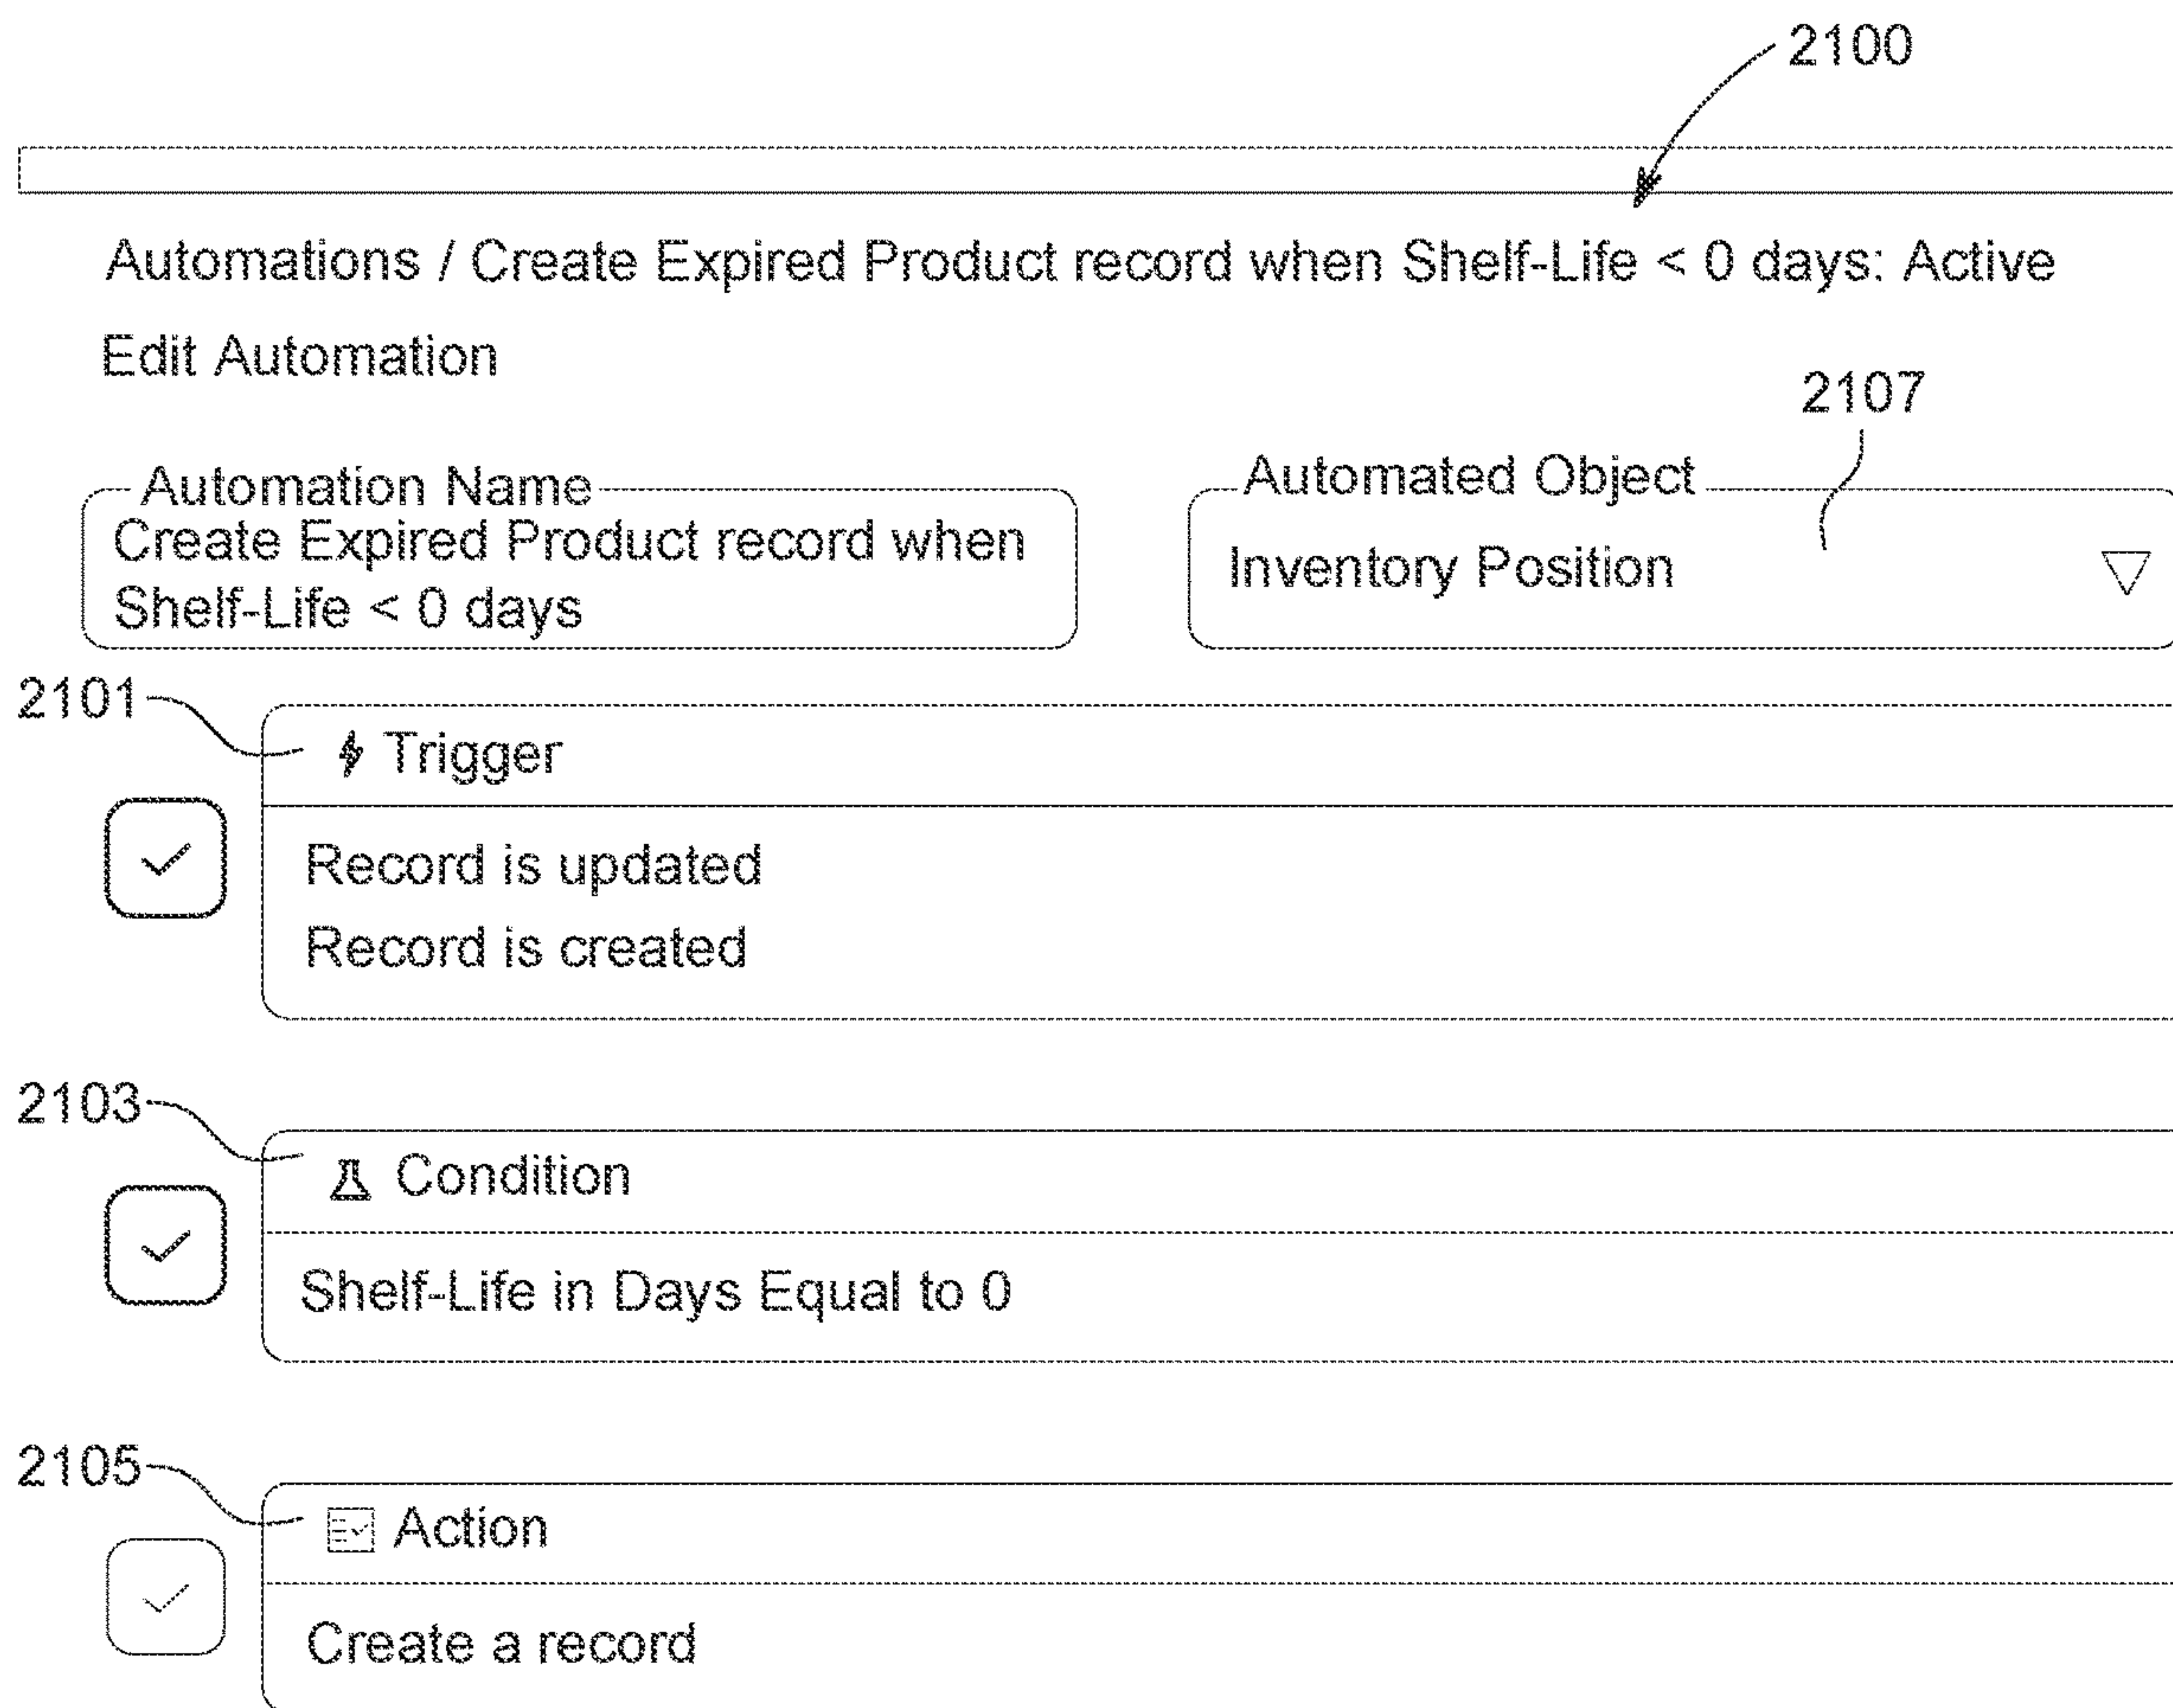 2100
Automations / Create Expired Product record when Shelf-Life < 0 days: Active
Edit Automation
2107
Automation Name
Create Expired Product record when
Shelf-Life < 0 days
Automated Object
Inventory Position
2101
Trigger
Record is updated
Record is created
2103
Condition
Shelf-Life in Days Equal to 0
2105
Action
Create a record